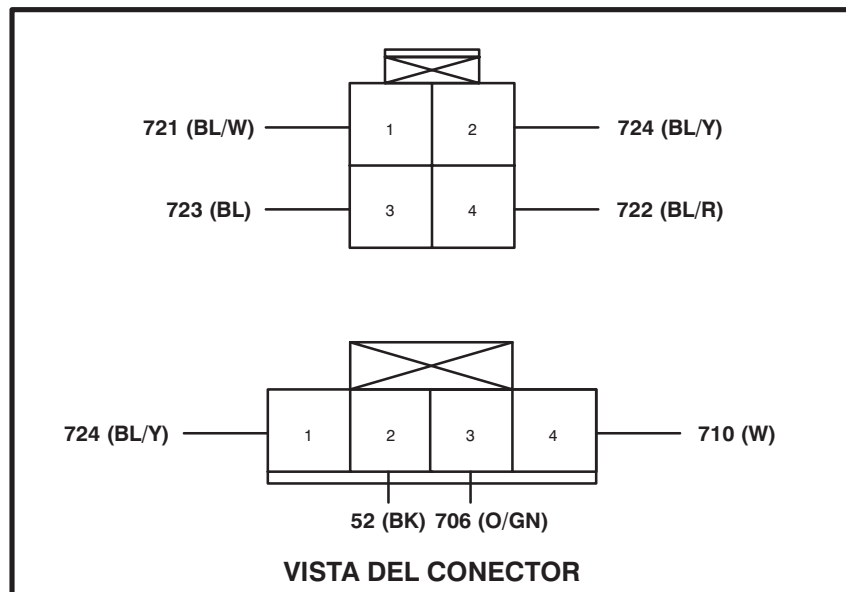 721 (BL/W) 1 2 724 (BL/Y)
723 (BL) 3 4 722 (BL/R)
724 (BL/Y) 1 2 3 4 710 (W)
52 (BK) 706 (O/GN)
VISTA DEL CONECTOR